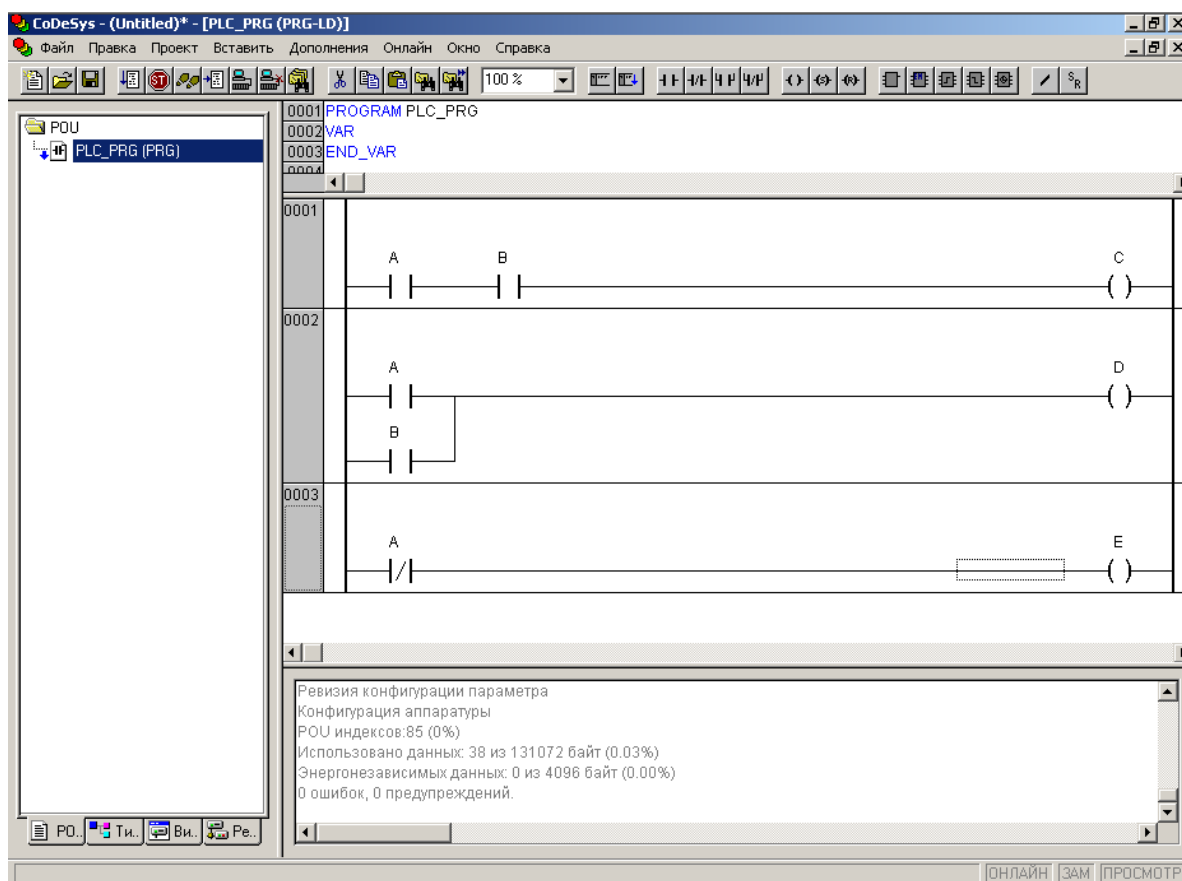 CoDeSys - (Untitled)* - [PLC_PRG (PRG-LD)]
Файл Правка Проект Вставить Дополнения Онлайн Окно Справка
100 %
POU
PLC_PRG (PRG)
0001 PROGRAM PLC_PRG
0002 VAR
0003 END_VAR
0004
0001
A B C
0002
A D
B
0003
A E
Ревизия конфигурации параметра
Конфигурация аппаратуры
POU индексов:85 (0%)
Использовано данных: 38 из 131072 байт (0.03%)
Энергонезависимых данных: 0 из 4096 байт (0.00%)
0 ошибок, 0 предупреждений.
PO.. Ти.. Ви.. Ре..
ОНЛАЙН ЗАМ ПРОСМОТР